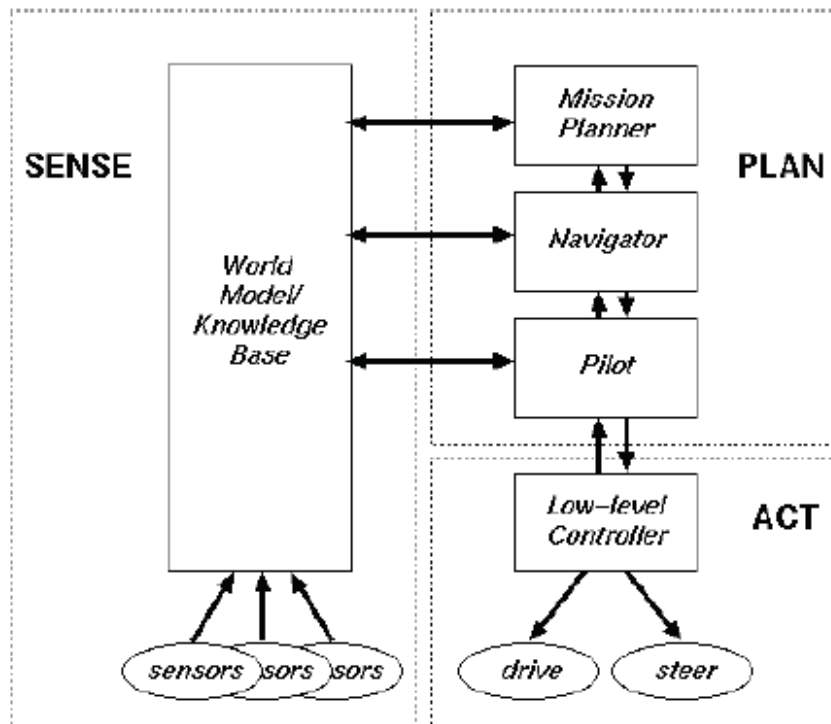 SENSE
World
Model/
Knowledge
Base
sensors
sors
sors
Mission
Planner
PLAN
Navigator
Pilot
Low-level
Controller
ACT
drive
steer